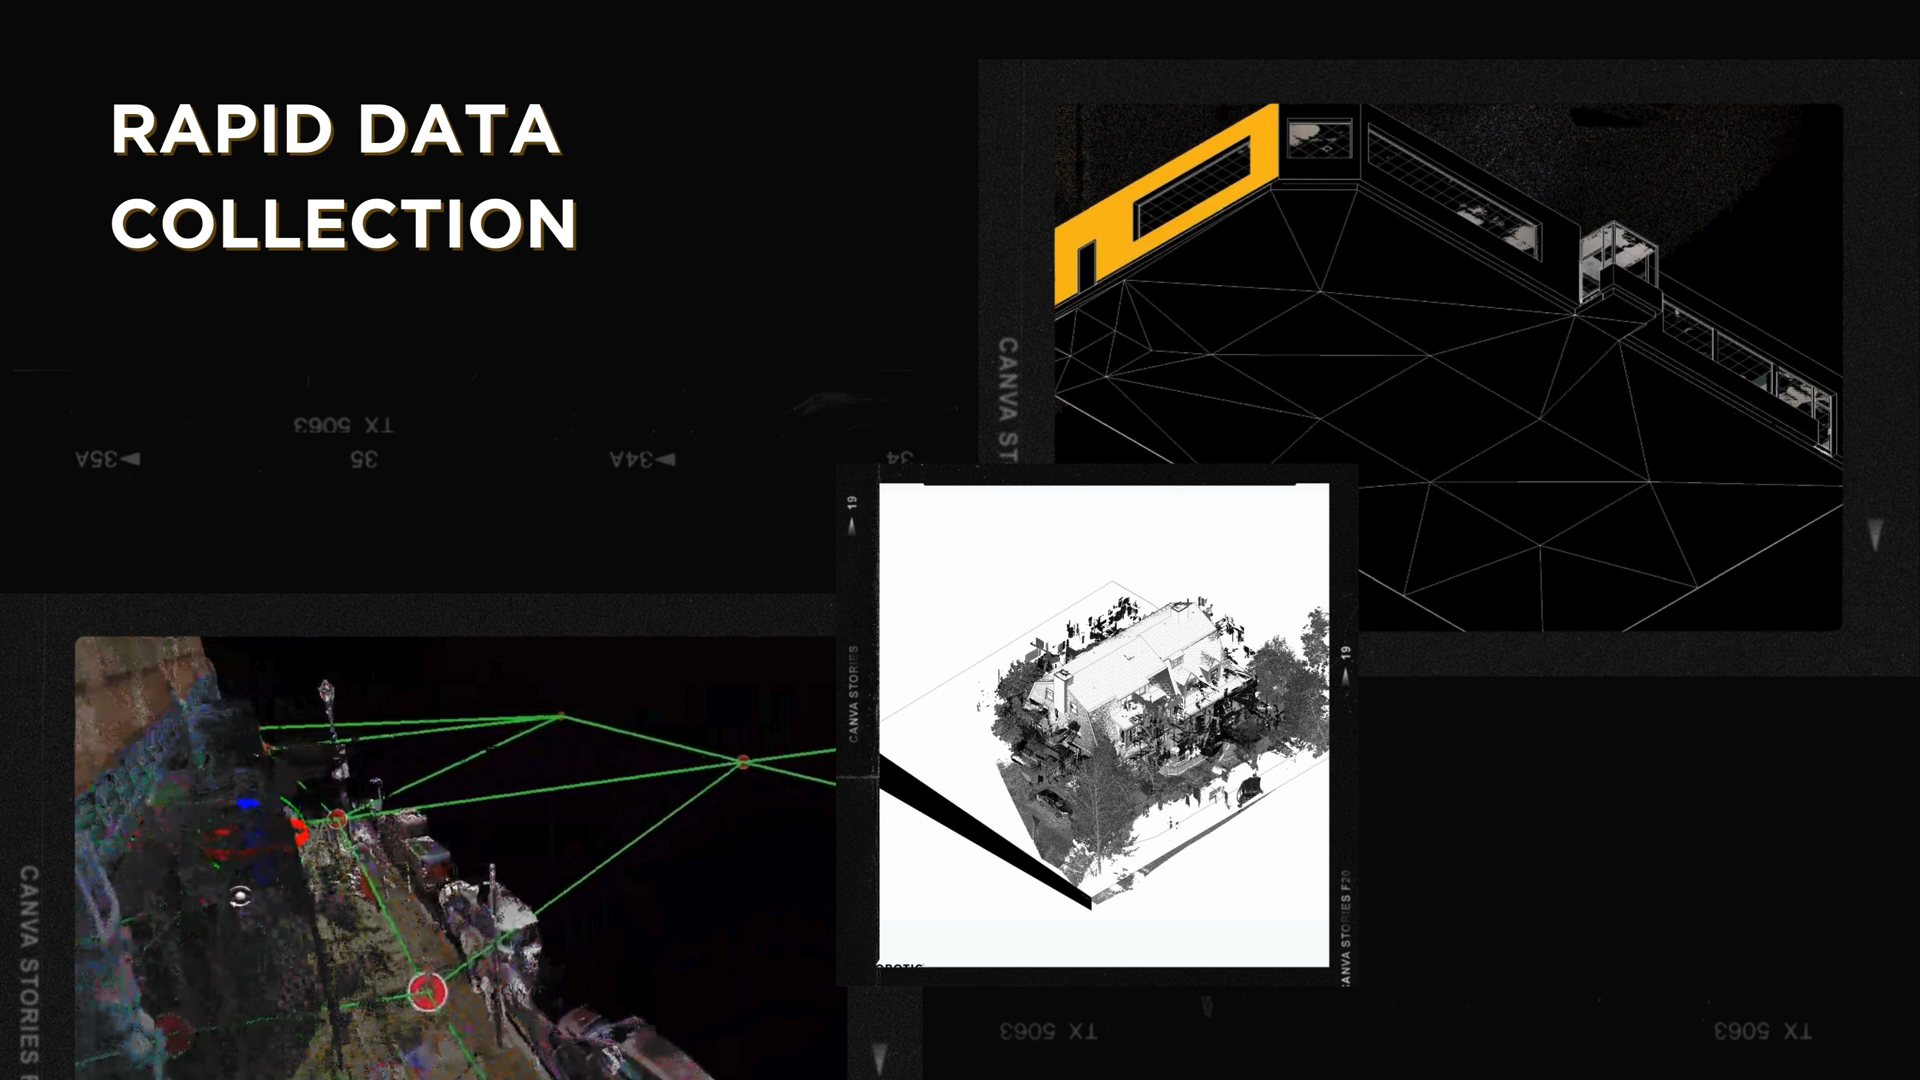 RAPID DATA
COLLECTION
CANVA ST
TX 5063
35A
35
34A
34
19
CANVA STORIES
19
CANVA STORIES F20
CANVA STORIES
TX 5063
TX 5063